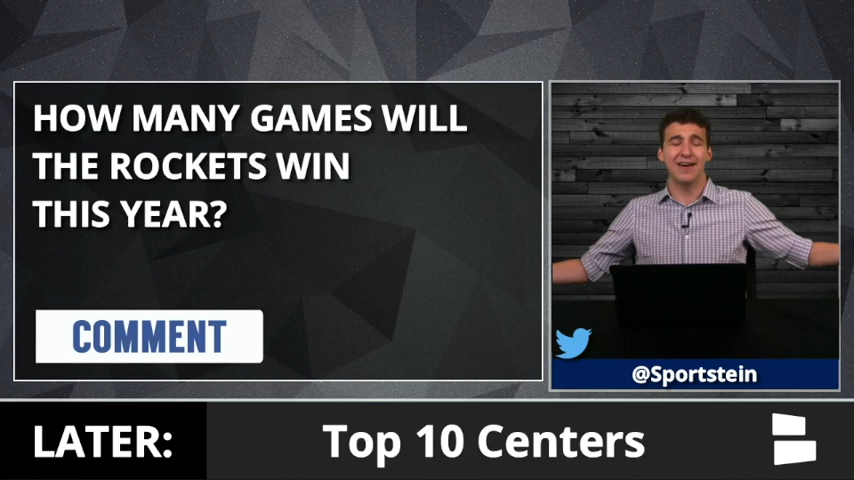 HOW MANY GAMES WILL
THE ROCKETS WIN
THIS YEAR?
COMMENT
@Sportstein
LATER:
Top 10 Centers